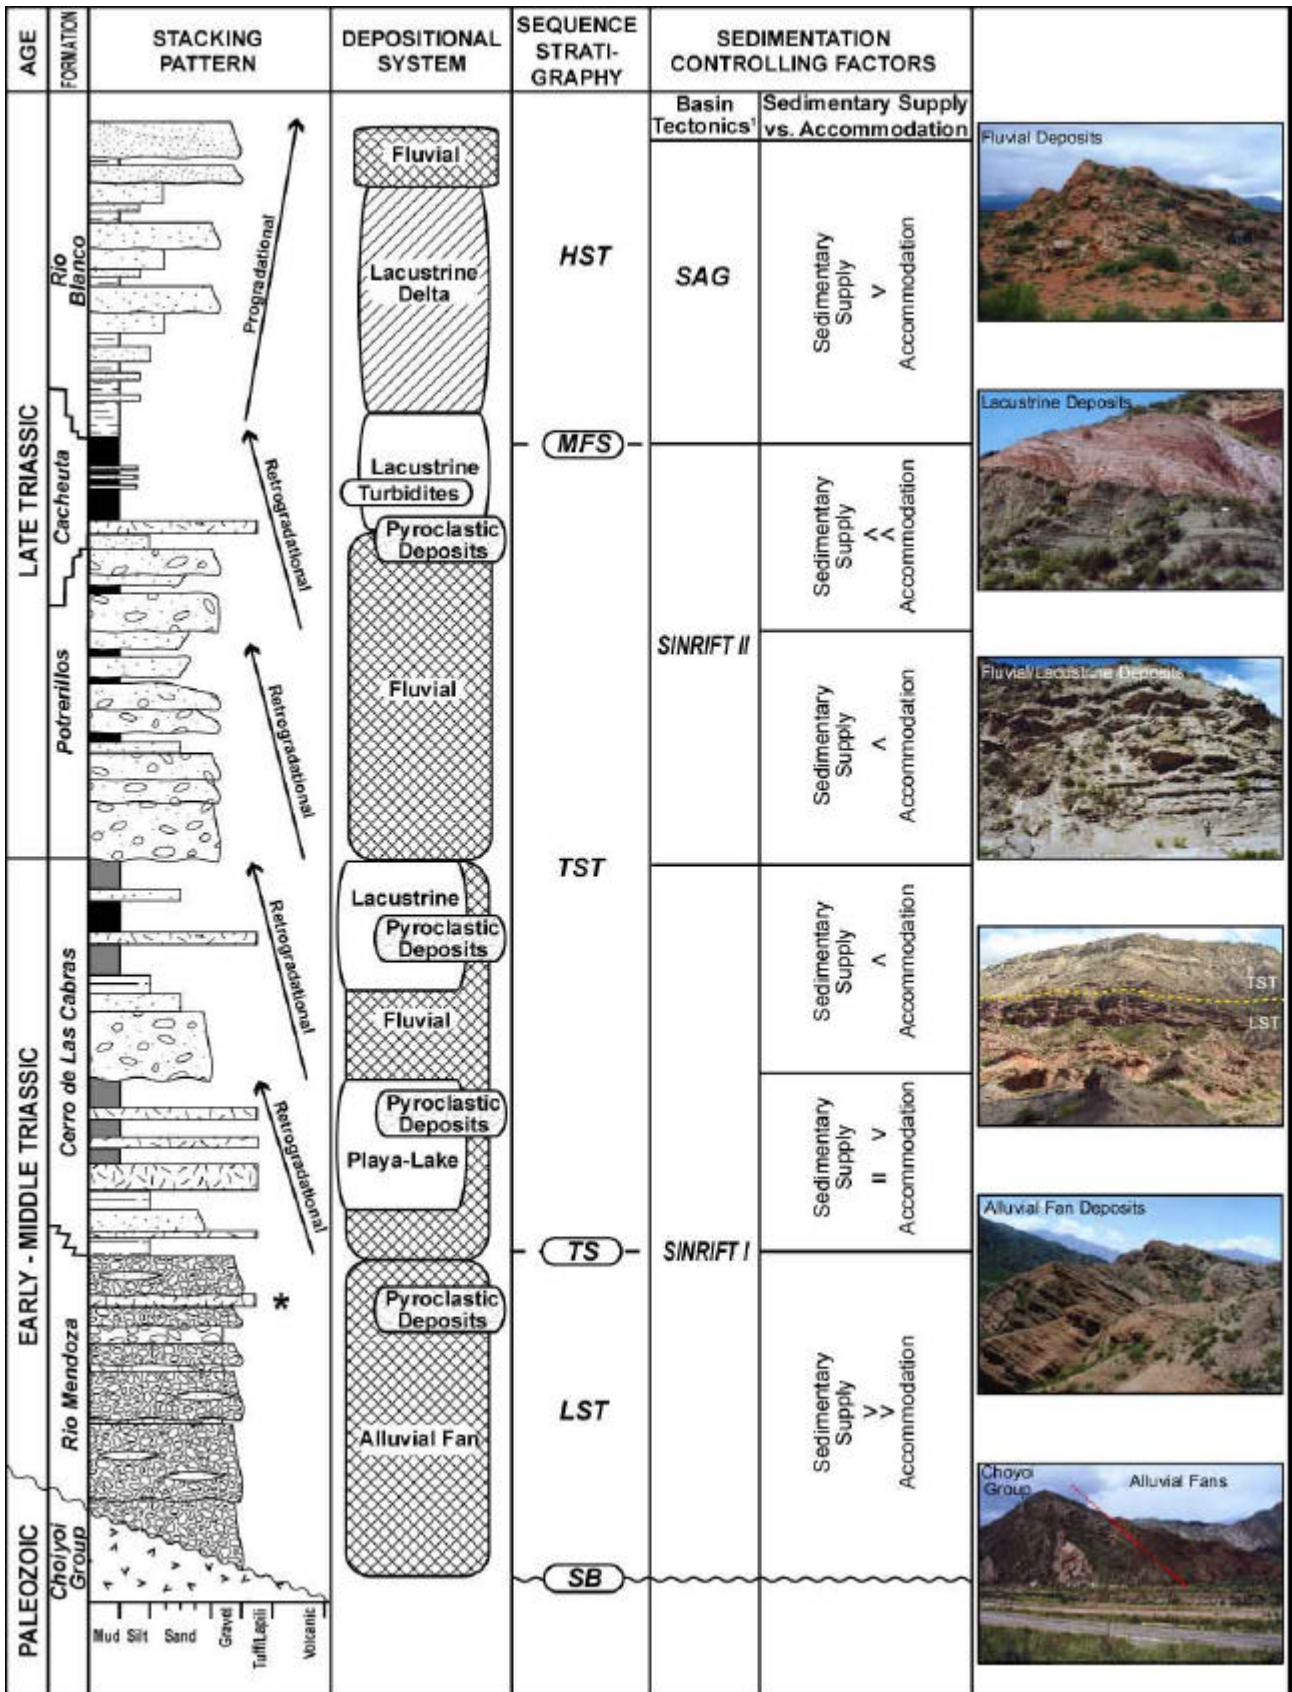 AGE
FORMATION
STACKING
PATTERN
DEPOSITIONAL
SYSTEM
SEQUENCE
STRATI-
GRAPHY
SEDIMENTATION
CONTROLLING FACTORS
Basin
Tectonics¹
Sedimentary Supply
vs. Accommodation
LATE TRIASSIC
EARLY - MIDDLE TRIASSIC
PALEOZOIC
Rio
Blanco
Cacheuta
Potrerillos
Cerro de Las Cabras
Rio Mendoza
Choiyoi
Group
Progradational
Retrogradational
Retrogradational
Retrogradational
Retrogradational
*
Mud
Silt
Sand
Gravel
Tuff/Lapili
Volcanic
Fluvial
Lacustrine
Delta
Lacustrine
Turbidites
Pyroclastic
Deposits
Fluvial
Lacustrine
Pyroclastic
Deposits
Fluvial
Pyroclastic
Deposits
Playa-Lake
Pyroclastic
Deposits
Alluvial Fan
HST
MFS
TST
TS
LST
SB
SAG
SINRIFT II
SINRIFT I
Sedimentary
Supply
>
Accommodation
Sedimentary
Supply
<<
Accommodation
Sedimentary
Supply
<
Accommodation
Sedimentary
Supply
<
Accommodation
Sedimentary
Supply
= >
Accommodation
Sedimentary
Supply
>>
Accommodation
Fluvial Deposits
Lacustrine Deposits
Fluvial/Lacustrine Deposits
TST
LST
Alluvial Fan Deposits
Choyoi
Group
Alluvial Fans